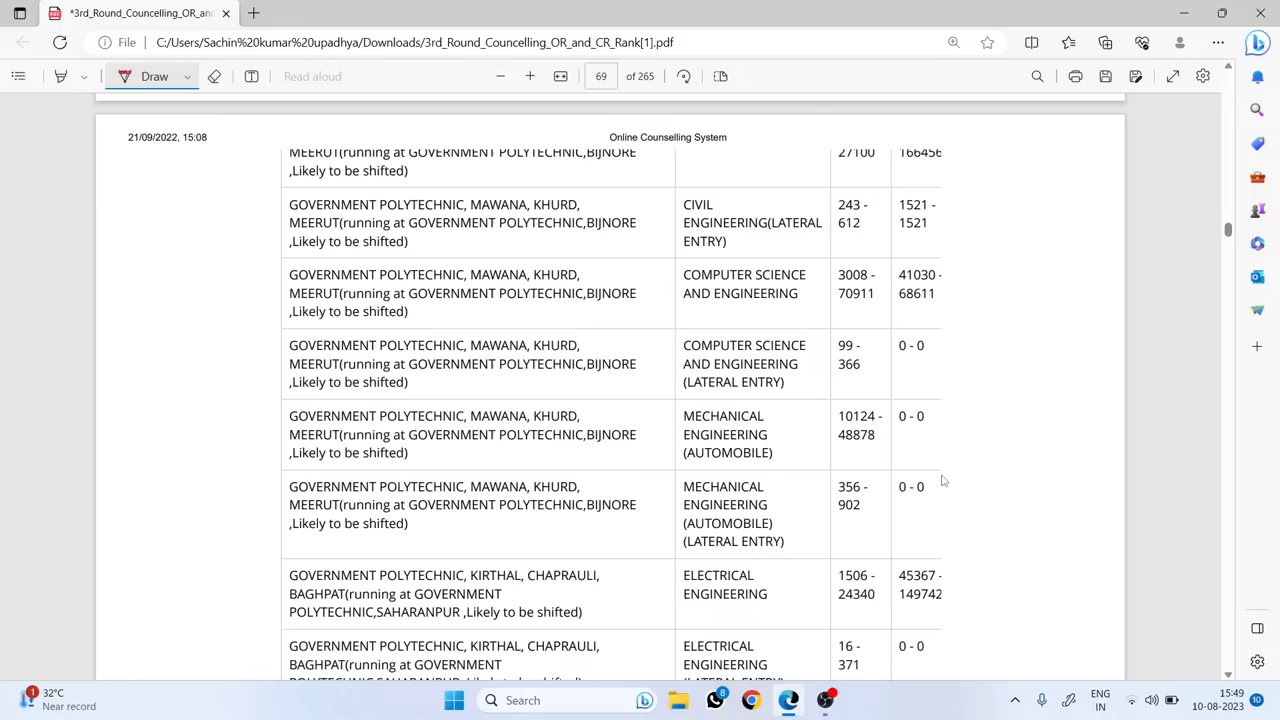 *3rd_Round_Councelling_OR_and
File C:/Users/Sachin%20kumar%20upadhya/Downloads/3rd_Round_Councelling_OR_and_CR_Rank[1].pdf
Draw Read aloud 69 of 265
21/09/2022, 15:08 Online Counselling System
MEERUT(running at GOVERNMENT POLYTECHNIC,BIJNORE 27100 166456
,Likely to be shifted)
GOVERNMENT POLYTECHNIC, MAWANA, KHURD, CIVIL 243 - 1521 -
MEERUT(running at GOVERNMENT POLYTECHNIC,BIJNORE ENGINEERING(LATERAL 612 1521
,Likely to be shifted) ENTRY)
GOVERNMENT POLYTECHNIC, MAWANA, KHURD, COMPUTER SCIENCE 3008 - 41030 -
MEERUT(running at GOVERNMENT POLYTECHNIC,BIJNORE AND ENGINEERING 70911 68611
,Likely to be shifted)
GOVERNMENT POLYTECHNIC, MAWANA, KHURD, COMPUTER SCIENCE 99 - 0 - 0
MEERUT(running at GOVERNMENT POLYTECHNIC,BIJNORE AND ENGINEERING 366
,Likely to be shifted) (LATERAL ENTRY)
GOVERNMENT POLYTECHNIC, MAWANA, KHURD, MECHANICAL 10124 - 0 - 0
MEERUT(running at GOVERNMENT POLYTECHNIC,BIJNORE ENGINEERING 48878
,Likely to be shifted) (AUTOMOBILE)
GOVERNMENT POLYTECHNIC, MAWANA, KHURD, MECHANICAL 356 - 0 - 0
MEERUT(running at GOVERNMENT POLYTECHNIC,BIJNORE ENGINEERING 902
,Likely to be shifted) (AUTOMOBILE)
(LATERAL ENTRY)
GOVERNMENT POLYTECHNIC, KIRTHAL, CHAPRAULI, ELECTRICAL 1506 - 45367 -
BAGHPAT(running at GOVERNMENT ENGINEERING 24340 149742
POLYTECHNIC,SAHARANPUR ,Likely to be shifted)
GOVERNMENT POLYTECHNIC, KIRTHAL, CHAPRAULI, ELECTRICAL 16 - 0 - 0
BAGHPAT(running at GOVERNMENT ENGINEERING 371
1 32°C
Near record
Search
8
ENG
IN
15:49
10-08-2023
10